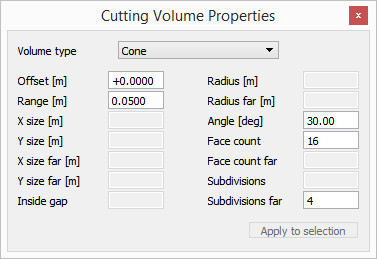 Cutting Volume Properties
x
Volume type Cone
Offset [m] +0.0000 Radius [m]
Range [m] 0.0500 Radius far [m]
X size [m] Angle [deg] 30.00
Y size [m] Face count 16
X size far [m] Face count far
Y size far [m] Subdivisions
Inside gap Subdivisions far 4
Apply to selection